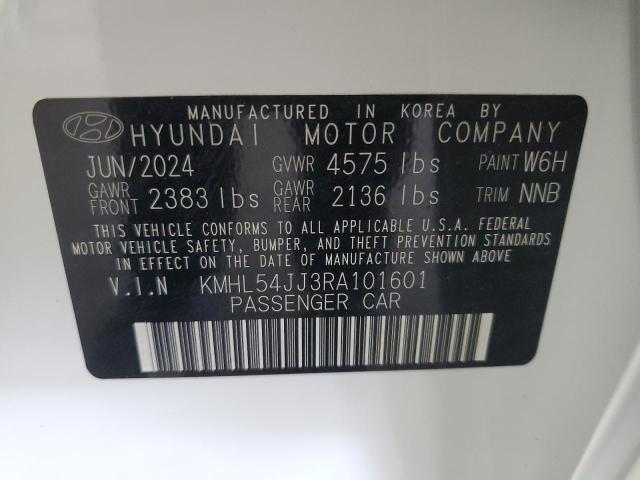 MANUFACTURED IN KOREA BY
HYUNDAI MOTOR COMPANY
JUN/2024 GVWR 4575 lbs PAINT W6H
GAWR FRONT 2383 lbs GAWR REAR 2136 lbs TRIM NNB
THIS VEHICLE CONFORMS TO ALL APPLICABLE U.S.A. FEDERAL
MOTOR VEHICLE SAFETY, BUMPER, AND THEFT PREVENTION STANDARDS
IN EFFECT ON THE DATE OF MANUFACTURE SHOWN ABOVE.
V.I.N KMHL54JJ3RA101601
PASSENGER CAR